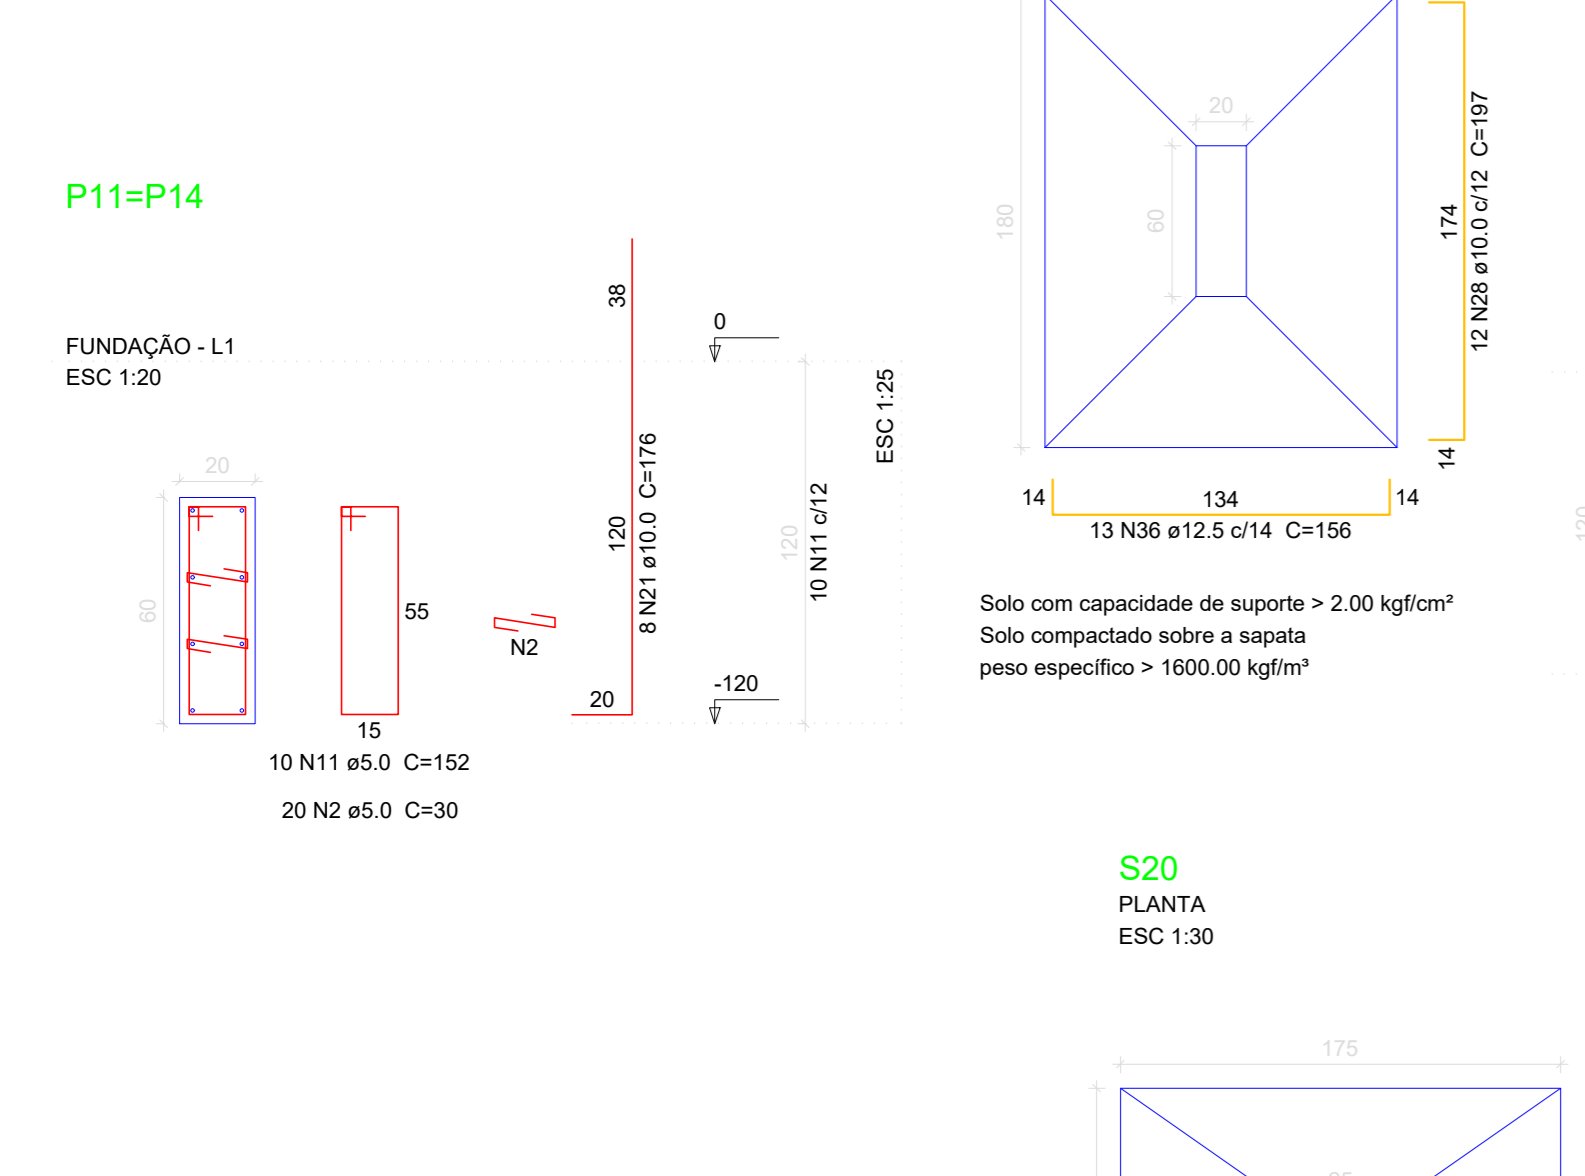 P11=P14
FUNDAÇÃO - L1
ESC 1:20
20
60
55
15
10 N11 ø5.0  C=152
20 N2 ø5.0  C=30
N2
38
120
8 N21 ø10.0  C=176
20
0
-120
120
10 N11 c/12
ESC 1:25
20
60
180
174
12 N28 ø10.0 c/12  C=197
14
14
134
14
13 N36 ø12.5 c/14  C=156
Solo com capacidade de suporte > 2.00 kgf/cm²
Solo compactado sobre a sapata
peso específico > 1600.00 kgf/m³
S20
PLANTA
ESC 1:30
175